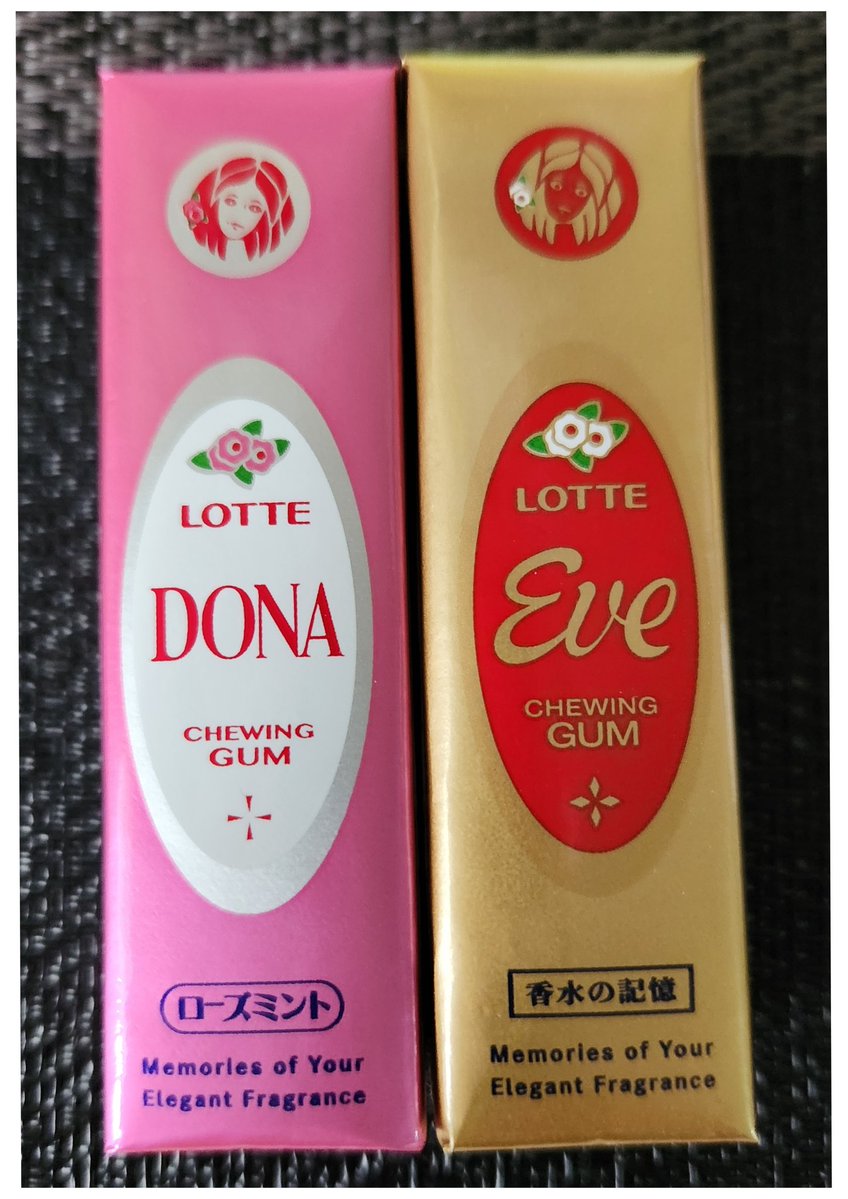 LOTTE
DONA
CHEWING
GUM
ローズミント
Memories of Your
Elegant Fragrance
LOTTE
Eve
CHEWING
GUM
香水の記憶
Memories of Your
Elegant Fragrance